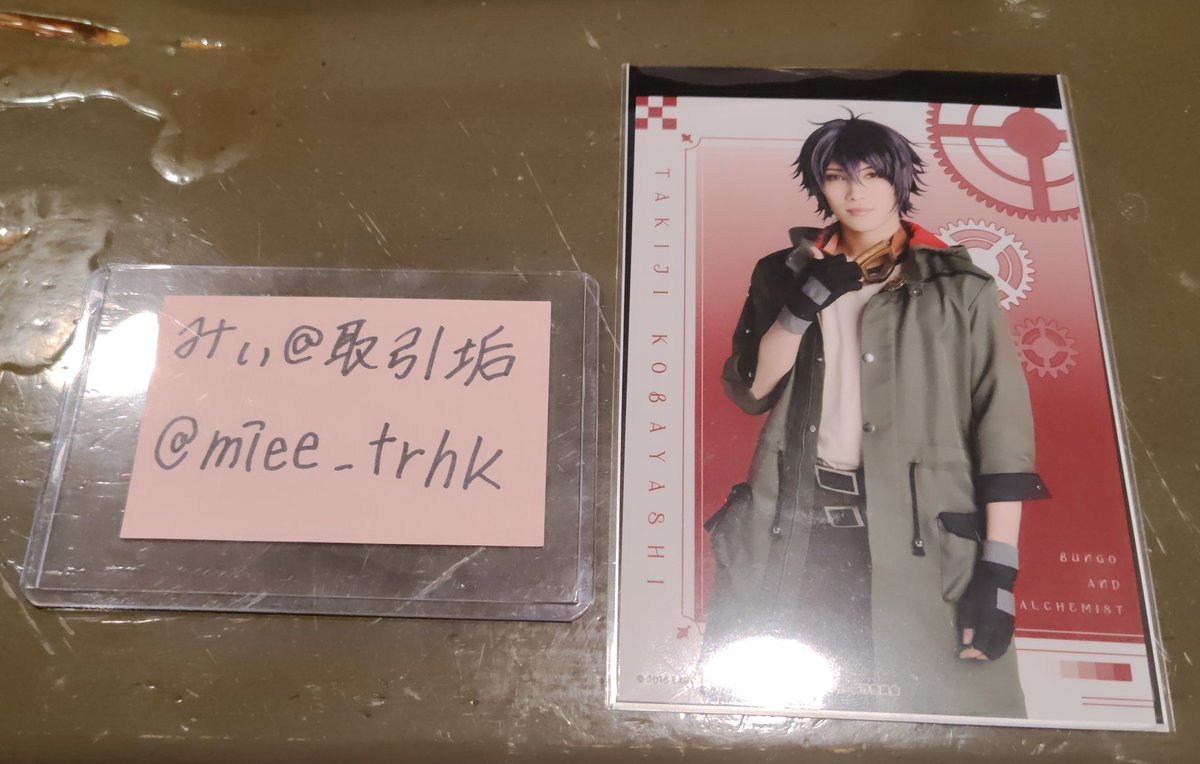 みぃ@取引垢
@miee_trhk
TAKIJI KOBAYASHI
BUNGO
AND
ALCHEMIST